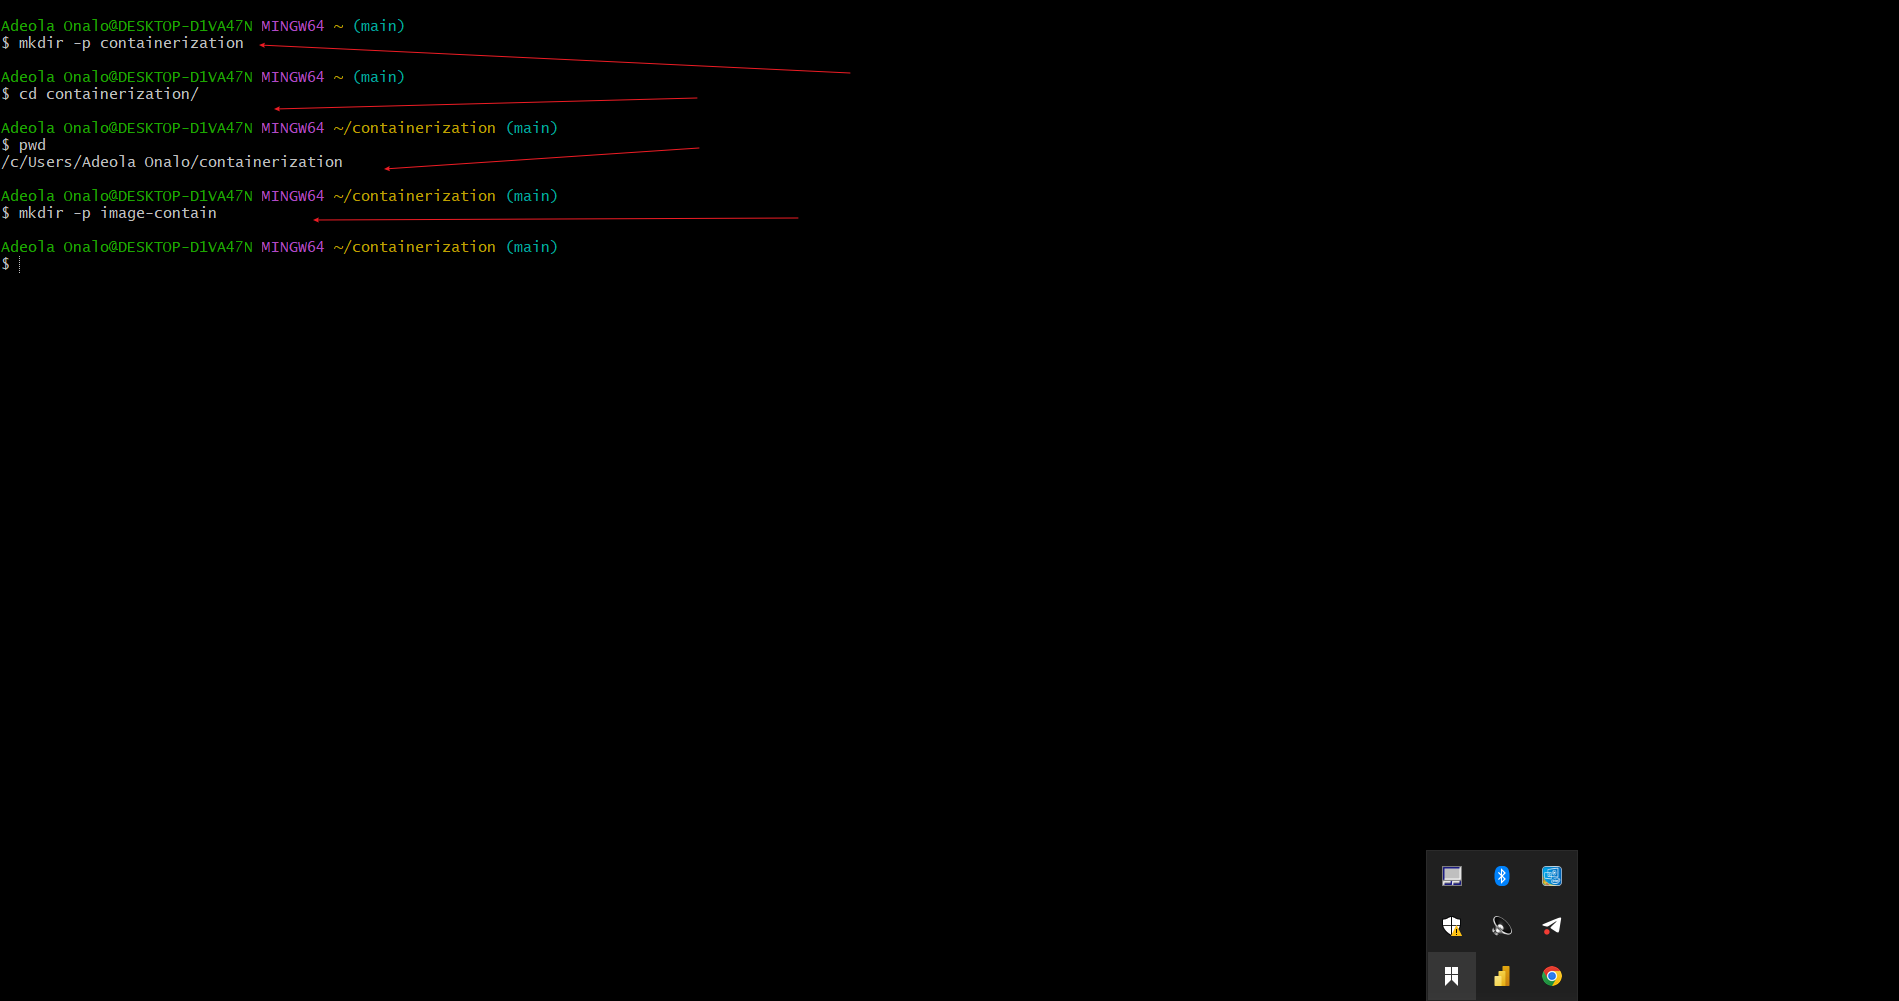 Adeola Onalo@DESKTOP-D1VA47N MINGW64 ~ (main)
$ mkdir -p containerization
Adeola Onalo@DESKTOP-D1VA47N MINGW64 ~ (main)
$ cd containerization/
Adeola Onalo@DESKTOP-D1VA47N MINGW64 ~/containerization (main)
$ pwd
/c/Users/Adeola Onalo/containerization
Adeola Onalo@DESKTOP-D1VA47N MINGW64 ~/containerization (main)
$ mkdir -p image-contain
Adeola Onalo@DESKTOP-D1VA47N MINGW64 ~/containerization (main)
$